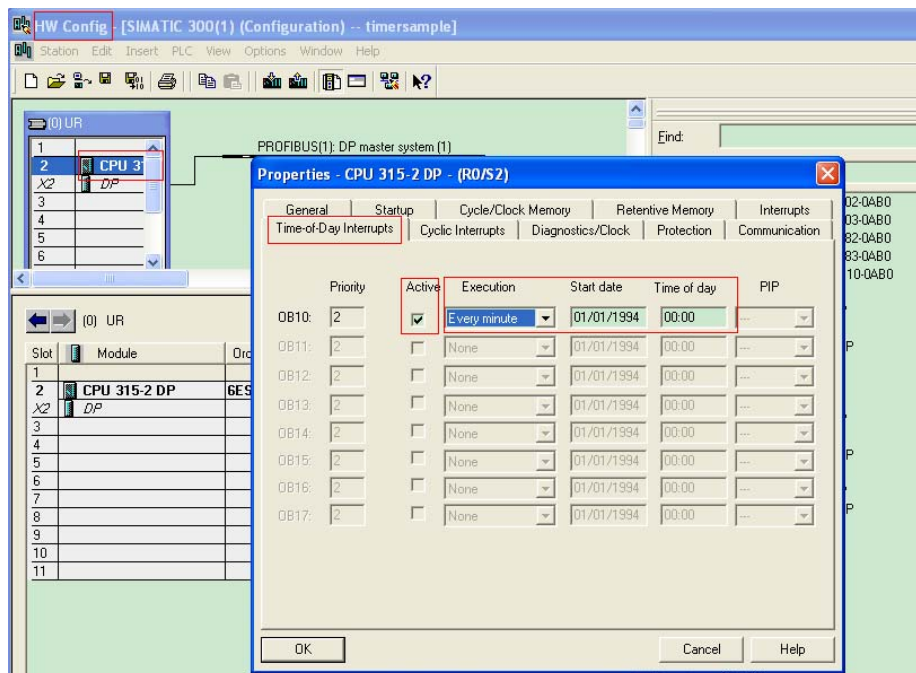 HW Config - [SIMATIC 300(1) (Configuration) -- timersample]
Station Edit Insert PLC View Options Window Help
(0) UR
1
2 CPU 31
X2 DP
3
4
5
6
PROFIBUS(1): DP master system (1)
Find:
02-0AB0
03-0AB0
82-0AB0
83-0AB0
10-0AB0
P
P
P
Properties - CPU 315-2 DP - (R0/S2)
General Startup Cycle/Clock Memory Retentive Memory Interrupts
Time-of-Day Interrupts Cyclic Interrupts Diagnostics/Clock Protection Communication
Priority Active Execution Start date Time of day PIP
OB10: 2 Every minute 01/01/1994 00:00 ---
OB11: 2 None 01/01/1994 00:00 ---
OB12: 2 None 01/01/1994 00:00 ---
OB13: 2 None 01/01/1994 00:00 ---
OB14: 2 None 01/01/1994 00:00 ---
OB15: 2 None 01/01/1994 00:00 ---
OB16: 2 None 01/01/1994 00:00 ---
OB17: 2 None 01/01/1994 00:00 ---
OK Cancel Help
(0) UR
Slot Module Orc
1
2 CPU 315-2 DP 6ES
X2 DP
3
4
5
6
7
8
9
10
11